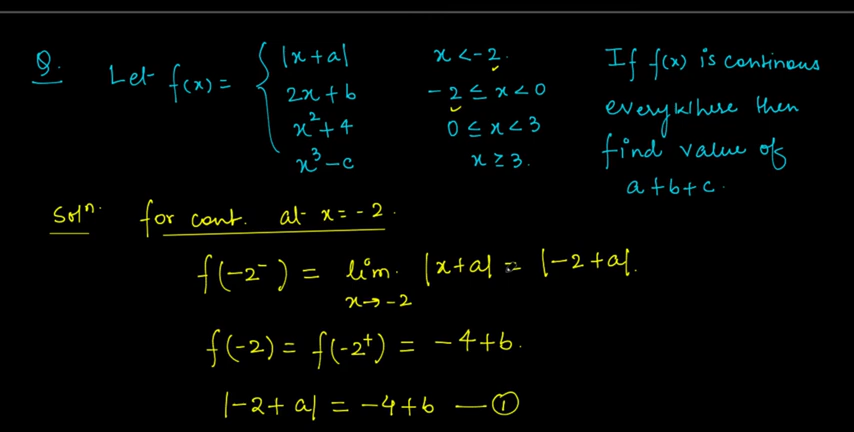 Q. Let f(x) = { |x+a| x < -2. If f(x) is continous
2x+b -2 ≤ x < 0 everywhere then
x²+4 0 ≤ x < 3 find value of
x³-c x ≥ 3. a+b+c.
Solⁿ. for cont. at x = -2.
f(-2⁻) = lim. |x+a| = |-2+a|.
x→-2
f(-2) = f(-2⁺) = -4+b.
|-2+a| = -4+b — ①